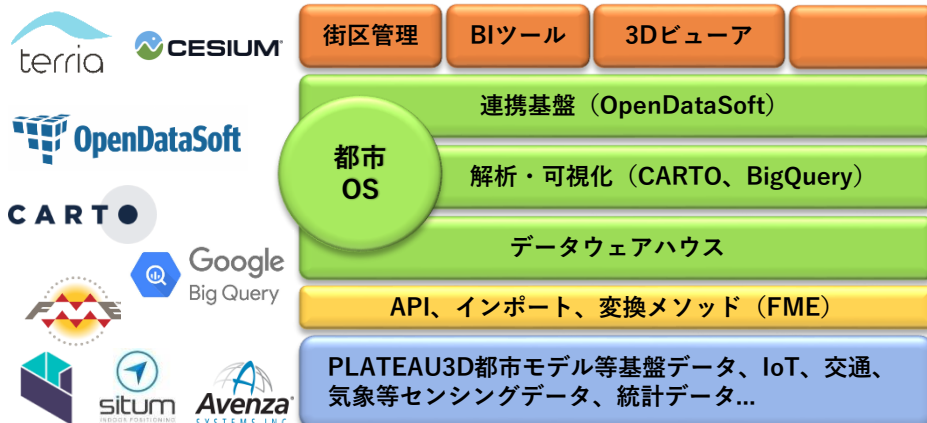 terria
CESIUM
OpenDataSoft
CARTO
Google
Big Query
FME
situm
INDOOR POSITIONING
Avenza
SYSTEMS INC
街区管理
BIツール
3Dビューア
都市
OS
連携基盤（OpenDataSoft）
解析・可視化（CARTO、BigQuery）
データウェアハウス
API、インポート、変換メソッド（FME）
PLATEAU3D都市モデル等基盤データ、IoT、交通、
気象等センシングデータ、統計データ...